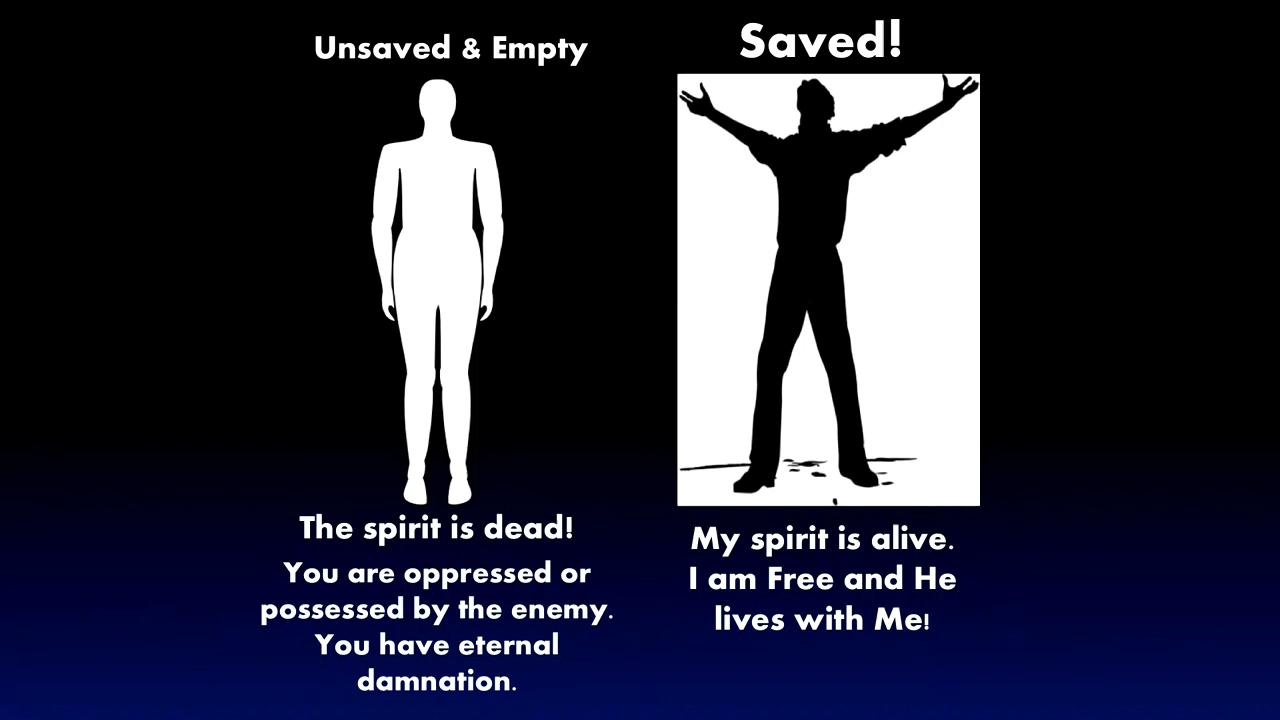 Unsaved & Empty
The spirit is dead!
You are oppressed or
possessed by the enemy.
You have eternal
damnation.
Saved!
My spirit is alive.
I am Free and He
lives with Me!